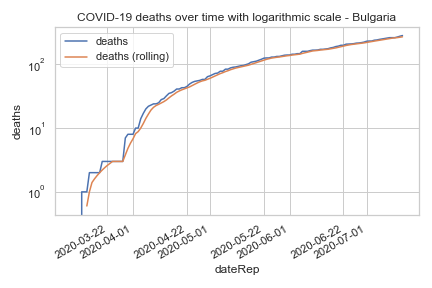 COVID-19 deaths over time with logarithmic scale - Bulgaria
deaths
deaths (rolling)
10²
10¹
10⁰
deaths
2020-03-22
2020-04-01
2020-04-22
2020-05-01
2020-05-22
2020-06-01
2020-06-22
2020-07-01
dateRep